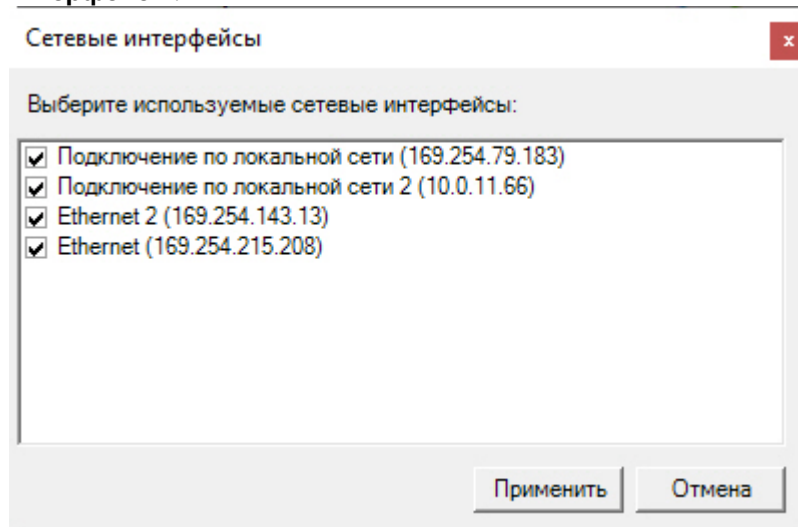 Сетевые интерфейсы
x
Выберите используемые сетевые интерфейсы:
Подключение по локальной сети (169.254.79.183)
Подключение по локальной сети 2 (10.0.11.66)
Ethernet 2 (169.254.143.13)
Ethernet (169.254.215.208)
Применить
Отмена